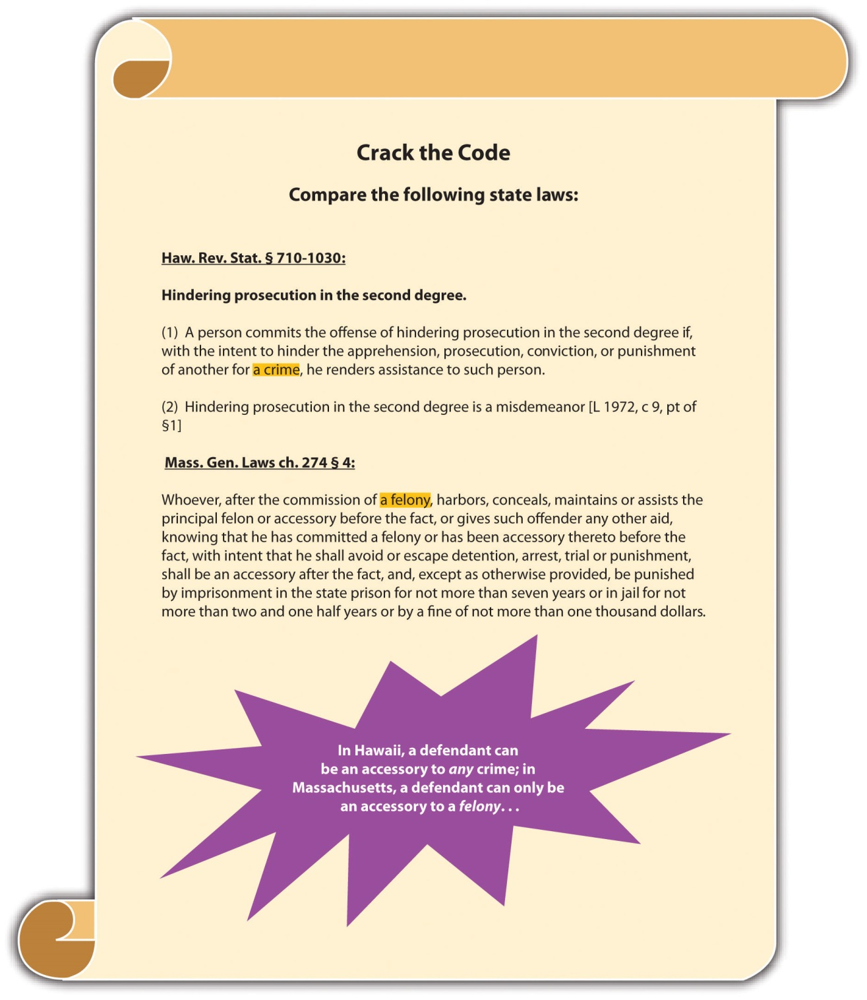 Crack the Code
Compare the following state laws:
Haw. Rev. Stat. § 710-1030:
Hindering prosecution in the second degree.
(1)  A person commits the offense of hindering prosecution in the second degree if,
with the intent to hinder the apprehension, prosecution, conviction, or punishment
of another for a crime, he renders assistance to such person.
(2)  Hindering prosecution in the second degree is a misdemeanor [L 1972, c 9, pt of
§1]
Mass. Gen. Laws ch. 274 § 4:
Whoever, after the commission of a felony, harbors, conceals, maintains or assists the
principal felon or accessory before the fact, or gives such offender any other aid,
knowing that he has committed a felony or has been accessory thereto before the
fact, with intent that he shall avoid or escape detention, arrest, trial or punishment,
shall be an accessory after the fact, and, except as otherwise provided, be punished
by imprisonment in the state prison for not more than seven years or in jail for not
more than two and one half years or by a fine of not more than one thousand dollars.
In Hawaii, a defendant can
be an accessory to any crime; in
Massachusetts, a defendant can only be
an accessory to a felony. . .